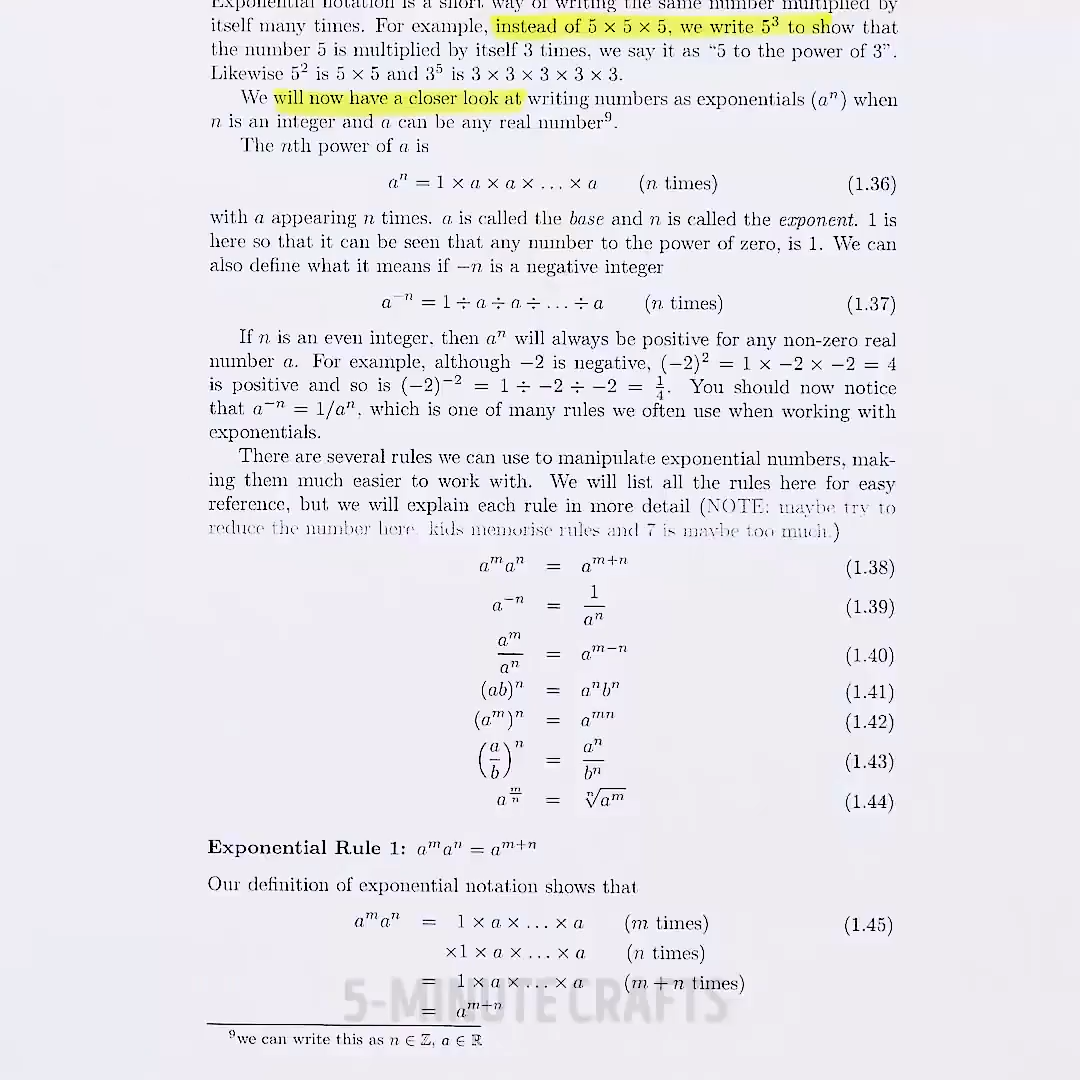 Exponential notation is a short way of writing the same number multiplied by
itself many times. For example, instead of 5 × 5 × 5, we write 5³ to show that
the number 5 is multiplied by itself 3 times, we say it as “5 to the power of 3”.
Likewise 5² is 5 × 5 and 3⁵ is 3 × 3 × 3 × 3 × 3.
We will now have a closer look at writing numbers as exponentials (aⁿ) when
n is an integer and a can be any real number⁹.
The nth power of a is
aⁿ = 1 × a × a × . . . × a (n times) (1.36)
with a appearing n times. a is called the base and n is called the exponent. 1 is
here so that it can be seen that any number to the power of zero, is 1. We can
also define what it means if −n is a negative integer
a⁻ⁿ = 1 ÷ a ÷ a ÷ . . . ÷ a (n times) (1.37)
If n is an even integer, then aⁿ will always be positive for any non-zero real
number a. For example, although −2 is negative, (−2)² = 1 × −2 × −2 = 4
is positive and so is (−2)⁻² = 1 ÷ −2 ÷ −2 = 1/4. You should now notice
that a⁻ⁿ = 1/aⁿ, which is one of many rules we often use when working with
exponentials.
There are several rules we can use to manipulate exponential numbers, mak-
ing them much easier to work with. We will list all the rules here for easy
reference, but we will explain each rule in more detail (NOTE: maybe try to
reduce the number here. kids memorise rules and 7 is maybe too much.)
aᵐaⁿ = aᵐ⁺ⁿ (1.38)
a⁻ⁿ = 1/aⁿ (1.39)
aᵐ/aⁿ = aᵐ⁻ⁿ (1.40)
(ab)ⁿ = aⁿbⁿ (1.41)
(aᵐ)ⁿ = aᵐⁿ (1.42)
(a/b)ⁿ = aⁿ/bⁿ (1.43)
a^(m/n) = ⁿ√aᵐ (1.44)
Exponential Rule 1: aᵐaⁿ = aᵐ⁺ⁿ
Our definition of exponential notation shows that
aᵐaⁿ = 1 × a × . . . × a (m times) (1.45)
×1 × a × . . . × a (n times)
= 1 × a × . . . × a (m + n times)
= aᵐ⁺ⁿ
5-MINUTE CRAFTS
⁹we can write this as n ∈ ℤ, a ∈ ℝ